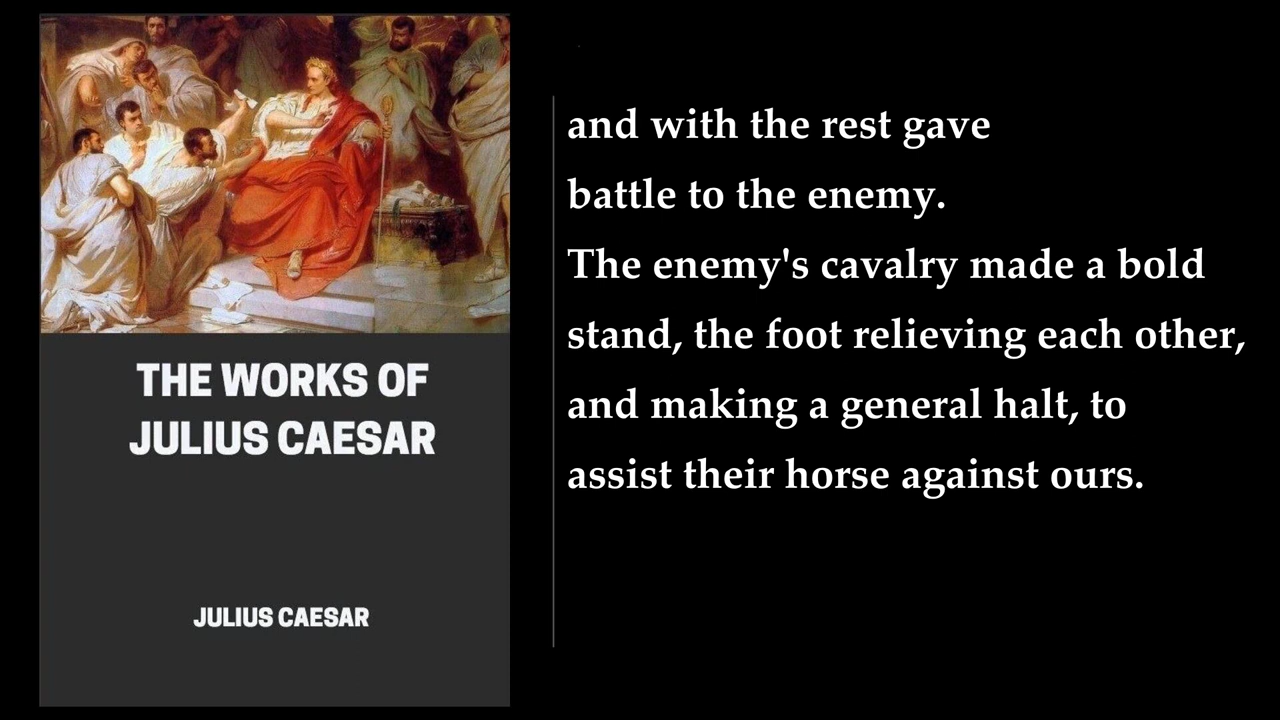 THE WORKS OF
JULIUS CAESAR
JULIUS CAESAR
and with the rest gave
battle to the enemy.
The enemy's cavalry made a bold
stand, the foot relieving each other,
and making a general halt, to
assist their horse against ours.